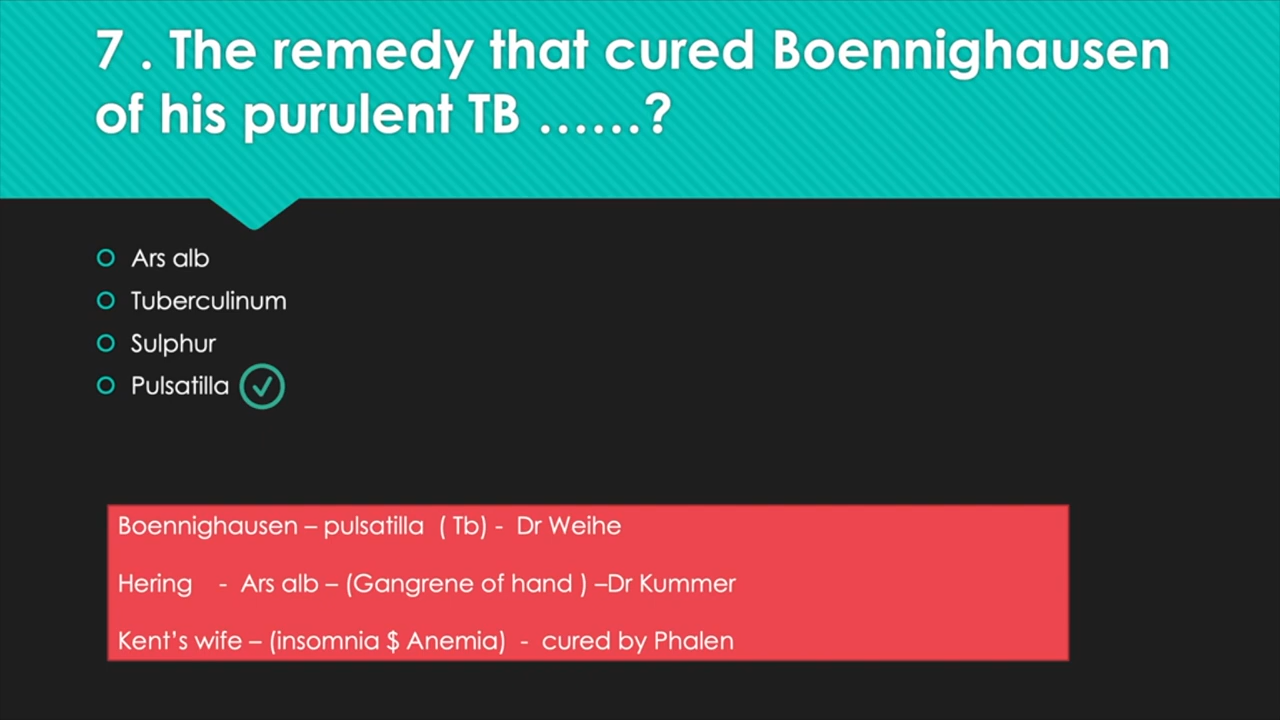 7 . The remedy that cured Boennighausen
of his purulent TB ......?
Ars alb
Tuberculinum
Sulphur
Pulsatilla
Boennighausen – pulsatilla ( Tb) - Dr Weihe
Hering - Ars alb – (Gangrene of hand ) –Dr Kummer
Kent's wife – (insomnia $ Anemia) - cured by Phalen